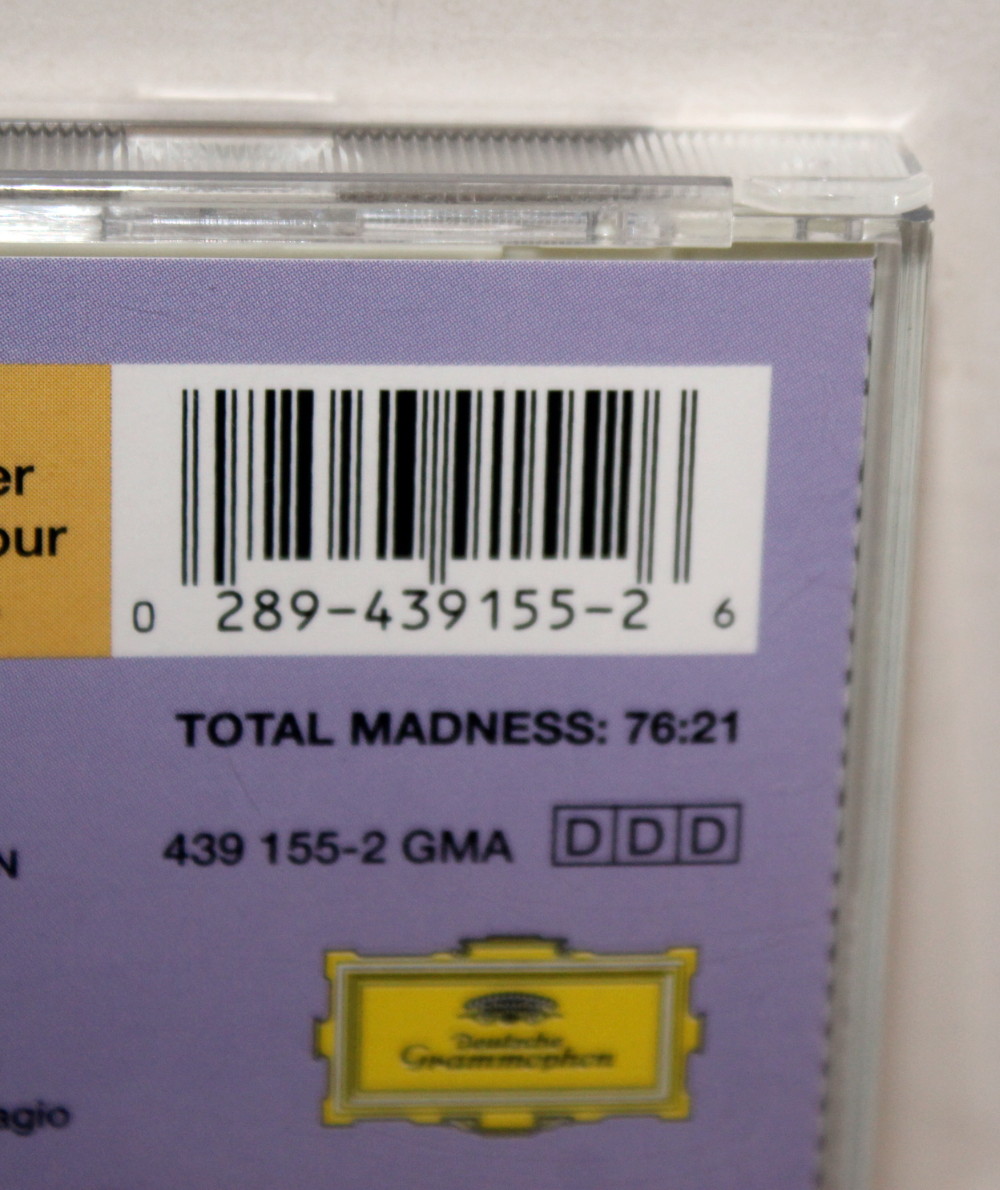 er
our
0 289-439155-2 6
TOTAL MADNESS: 76:21
439 155-2 GMA DDD
N
Deutsche
Grammophon
agio